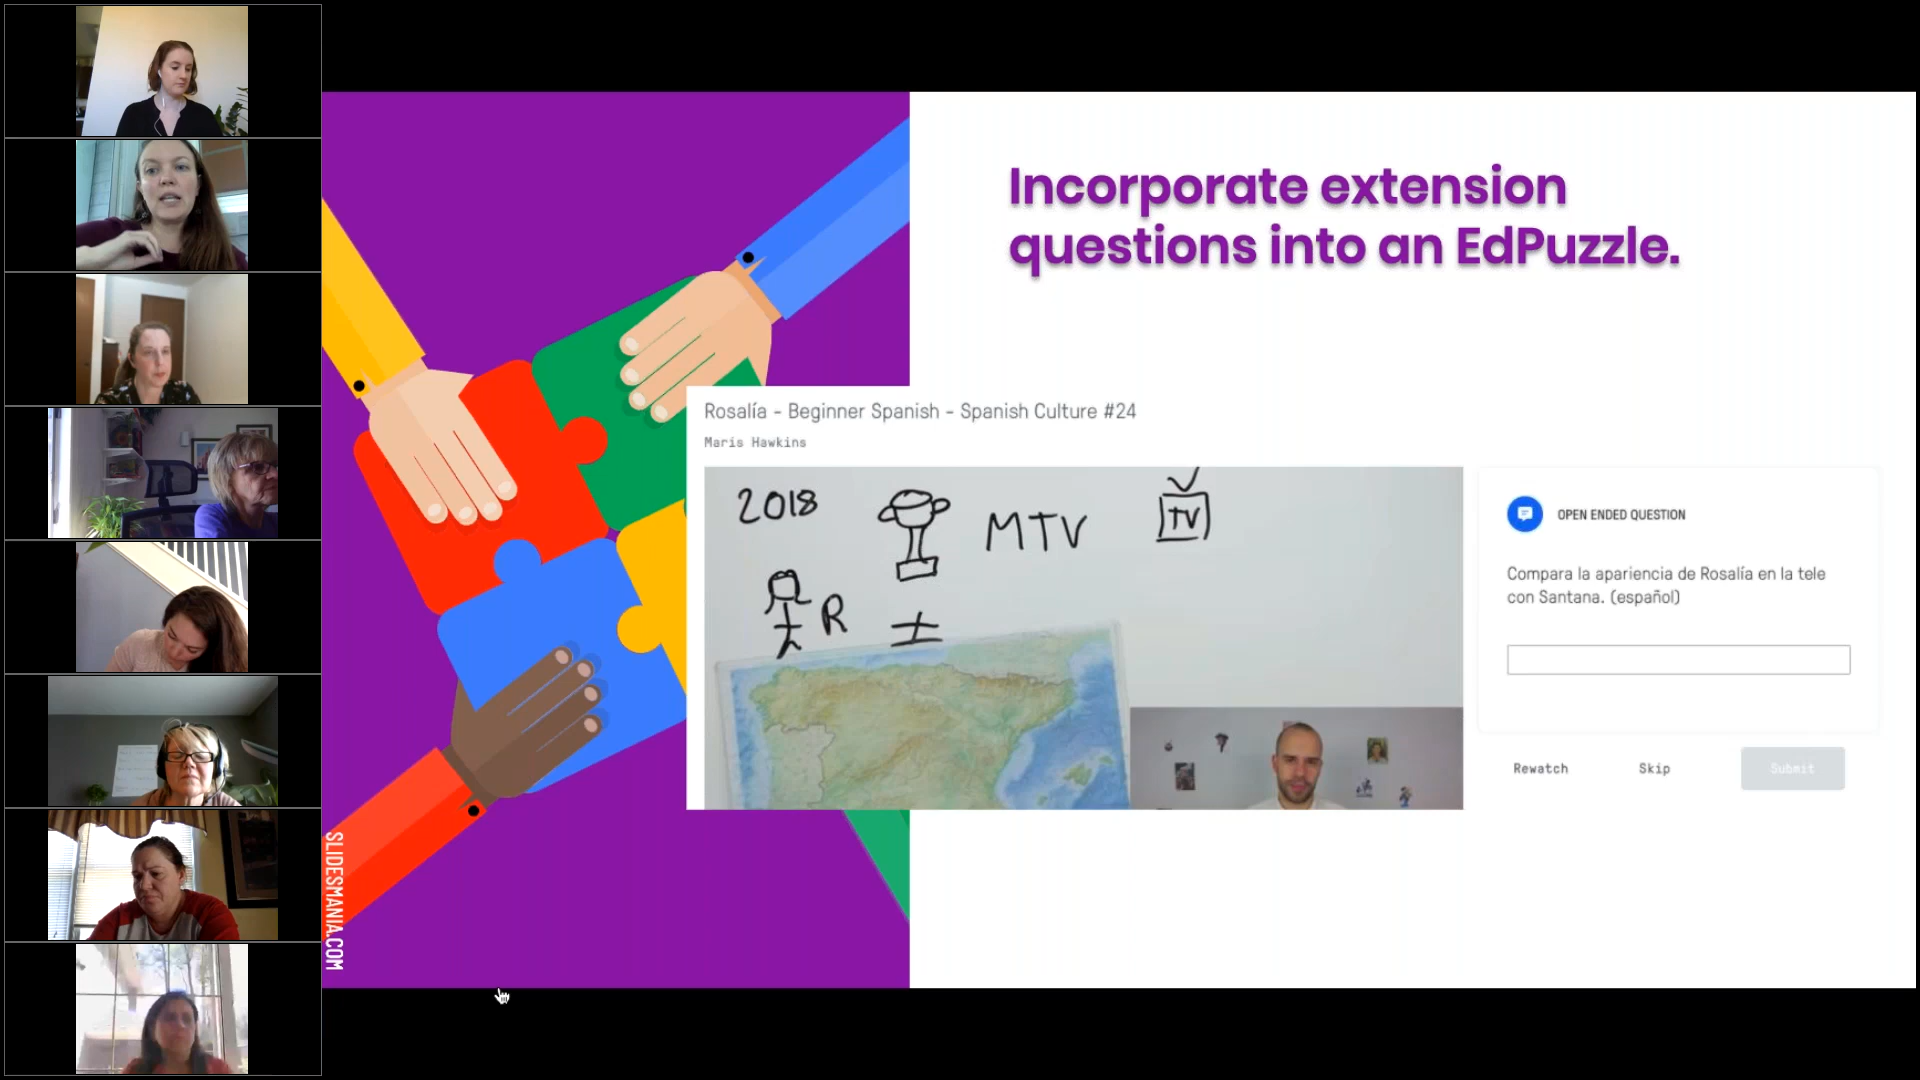 Incorporate extension
questions into an EdPuzzle.
Rosalía - Beginner Spanish - Spanish Culture #24
Maris Hawkins
2018
MTV
TV
R
OPEN ENDED QUESTION
Compara la apariencia de Rosalía en la tele
con Santana. (español)
Rewatch
Skip
Submit
SLIDESMANIA.COM